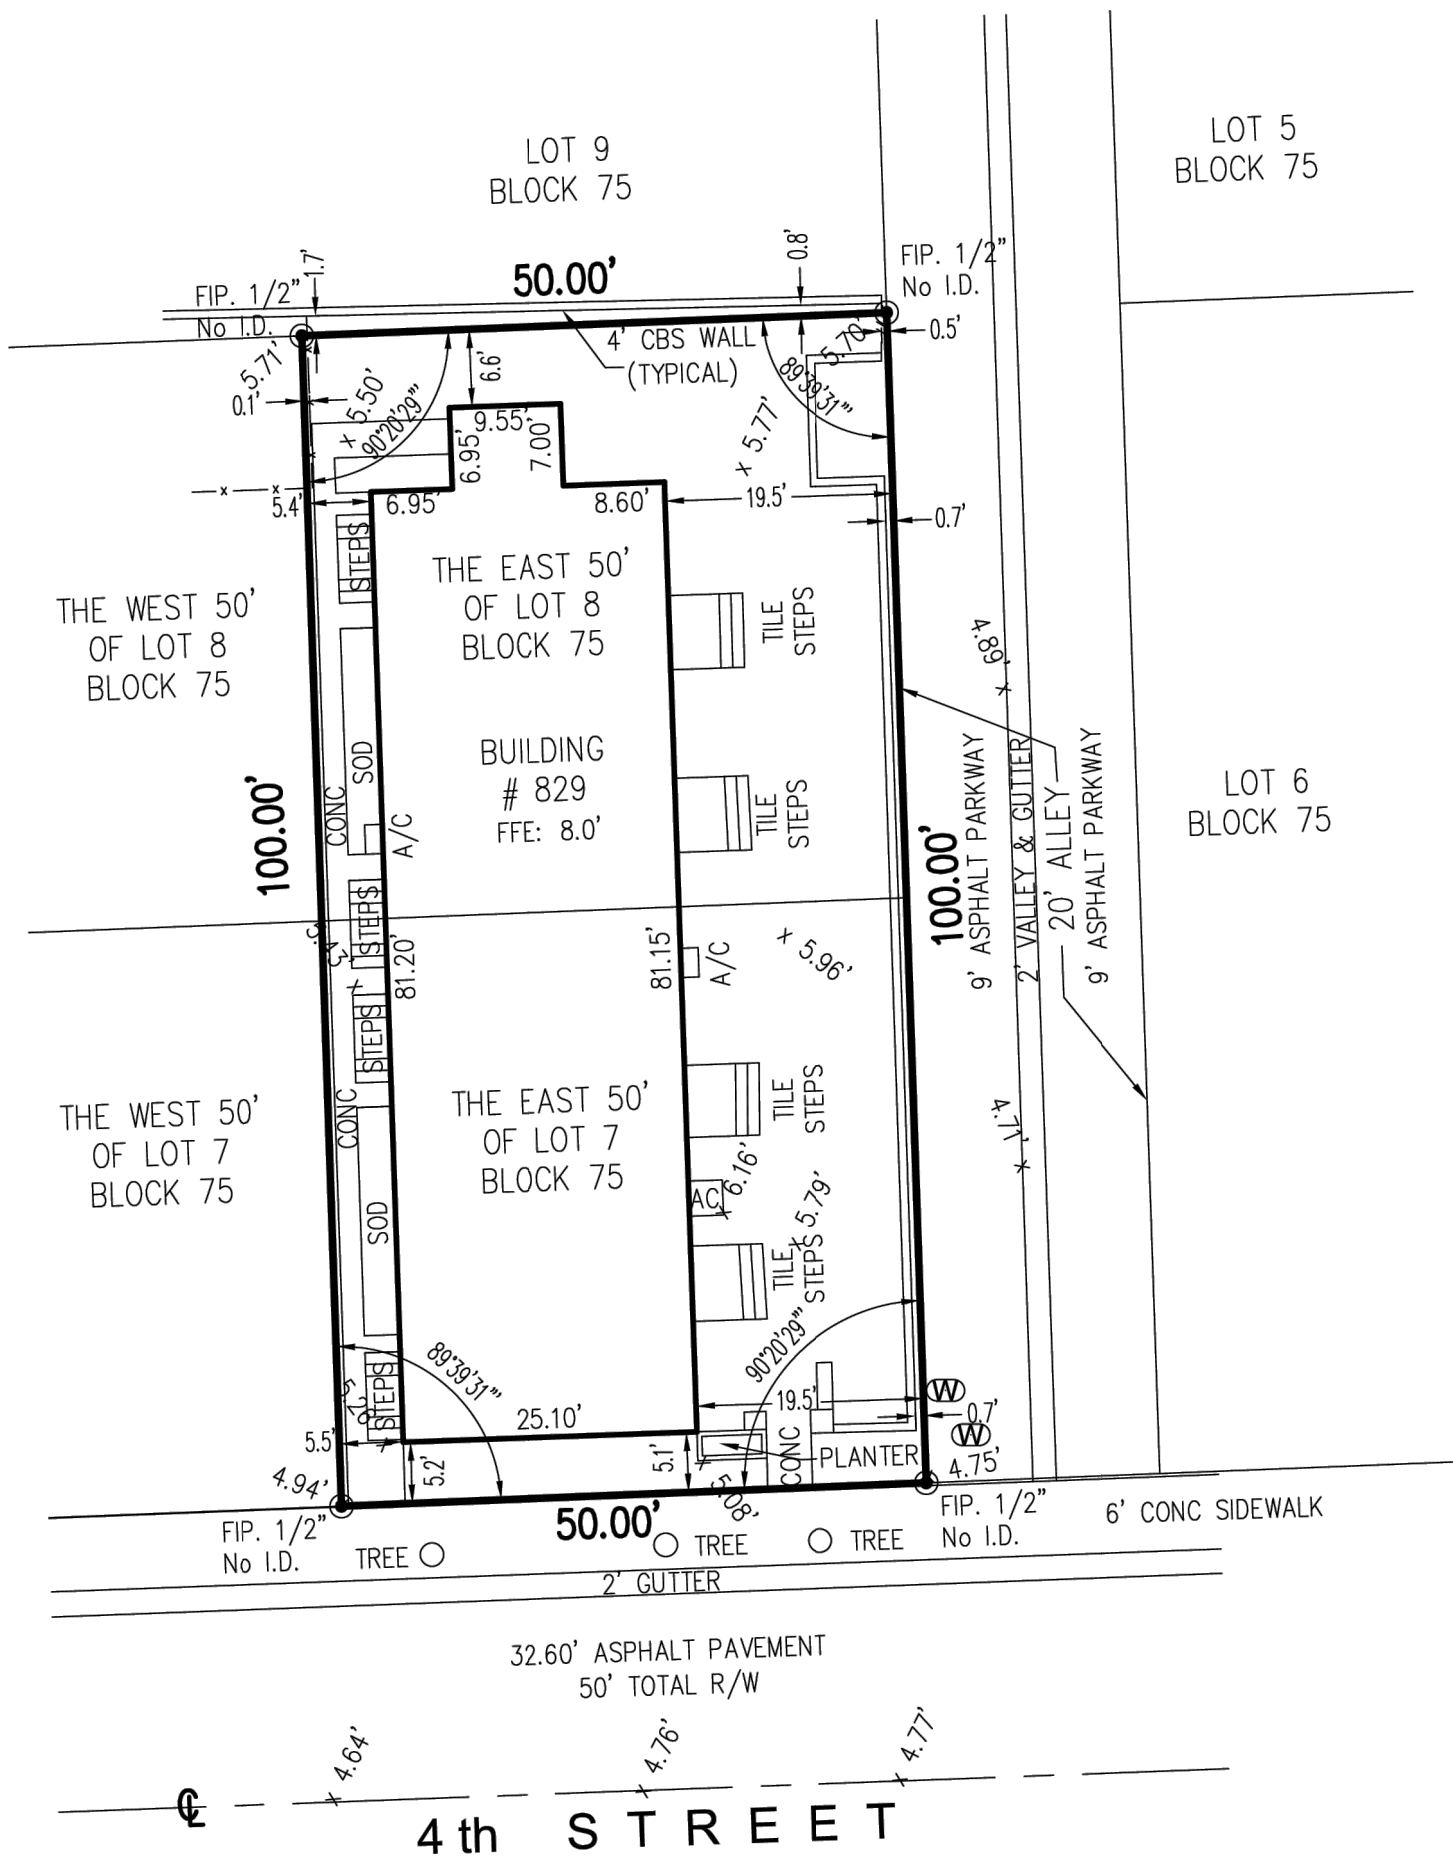 LOT 9
BLOCK 75
LOT 5
BLOCK 75
1.7'
50.00'
0.8'
FIP. 1/2"
No I.D.
FIP. 1/2"
No I.D.
4' CBS WALL
(TYPICAL)
5.71'
5.70'
0.5'
0.1'
x 5.50'
90°20'29"'
6.6'
89°39'31"'
x 5.77'
9.55'
6.95'
7.00'
5.4'
6.95'
8.60'
19.5'
0.7'
STEPS
THE EAST 50'
OF LOT 8
BLOCK 75
THE WEST 50'
OF LOT 8
BLOCK 75
TILE
STEPS
4.89' x
BUILDING
# 829
FFE: 8.0'
SOD
CONC
A/C
TILE
STEPS
100.00'
100.00'
9' ASPHALT PARKWAY
2' VALLEY & GUTTER
20' ALLEY
9' ASPHALT PARKWAY
LOT 6
BLOCK 75
STEPS
81.20'
81.15'
A/C
x 5.96'
STEPS
CONC
THE WEST 50'
OF LOT 7
BLOCK 75
THE EAST 50'
OF LOT 7
BLOCK 75
TILE
STEPS
4.71' x
AC
6.16'
x 5.79'
SOD
TILE
STEPS
89°39'31"'
90°20'29"'
STEPS
25.10'
19.5'
W
0.7'
W
5.5'
5.2'
5.1'
CONC
PLANTER
4.94'
4.75'
5.08'
50.00'
FIP. 1/2"
No I.D.
FIP. 1/2"
No I.D.
6' CONC SIDEWALK
TREE
TREE
TREE
2' GUTTER
32.60' ASPHALT PAVEMENT
50' TOTAL R/W
4.64'
4.76'
4.77'
CL
4 th STREET